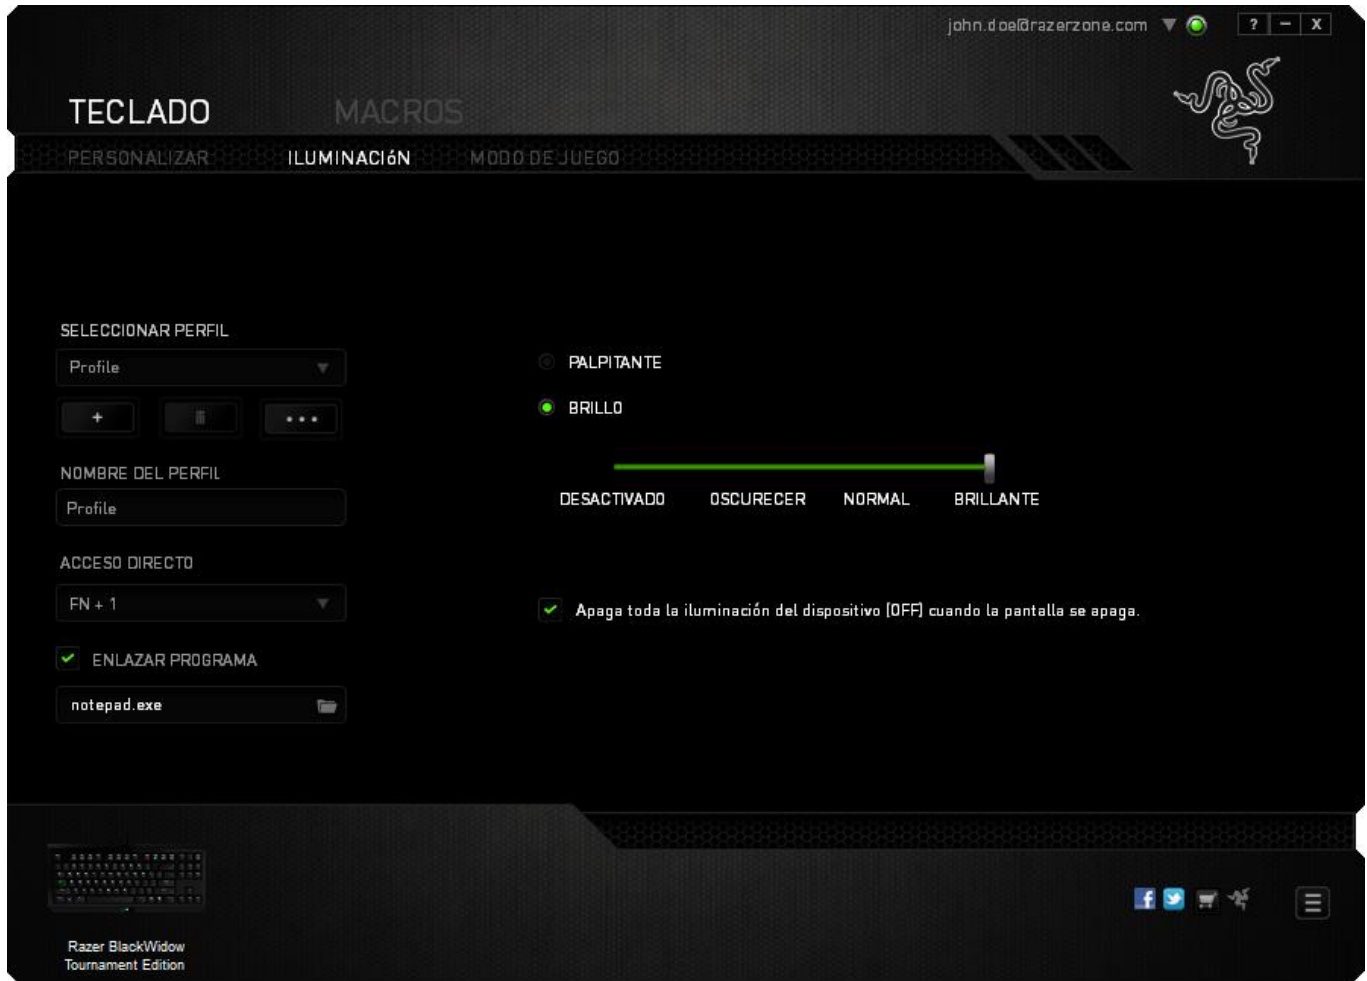 john.doe@razerzone.com
? – X
TECLADO MACROS
PERSONALIZAR ILUMINACIóN MODO DE JUEGO
SELECCIONAR PERFIL
Profile
+ •••
NOMBRE DEL PERFIL
Profile
ACCESO DIRECTO
FN + 1
ENLAZAR PROGRAMA
notepad.exe
PALPITANTE
BRILLO
DESACTIVADO OSCURECER NORMAL BRILLANTE
Apaga toda la iluminación del dispositivo (OFF) cuando la pantalla se apaga.
Razer BlackWidow
Tournament Edition
f